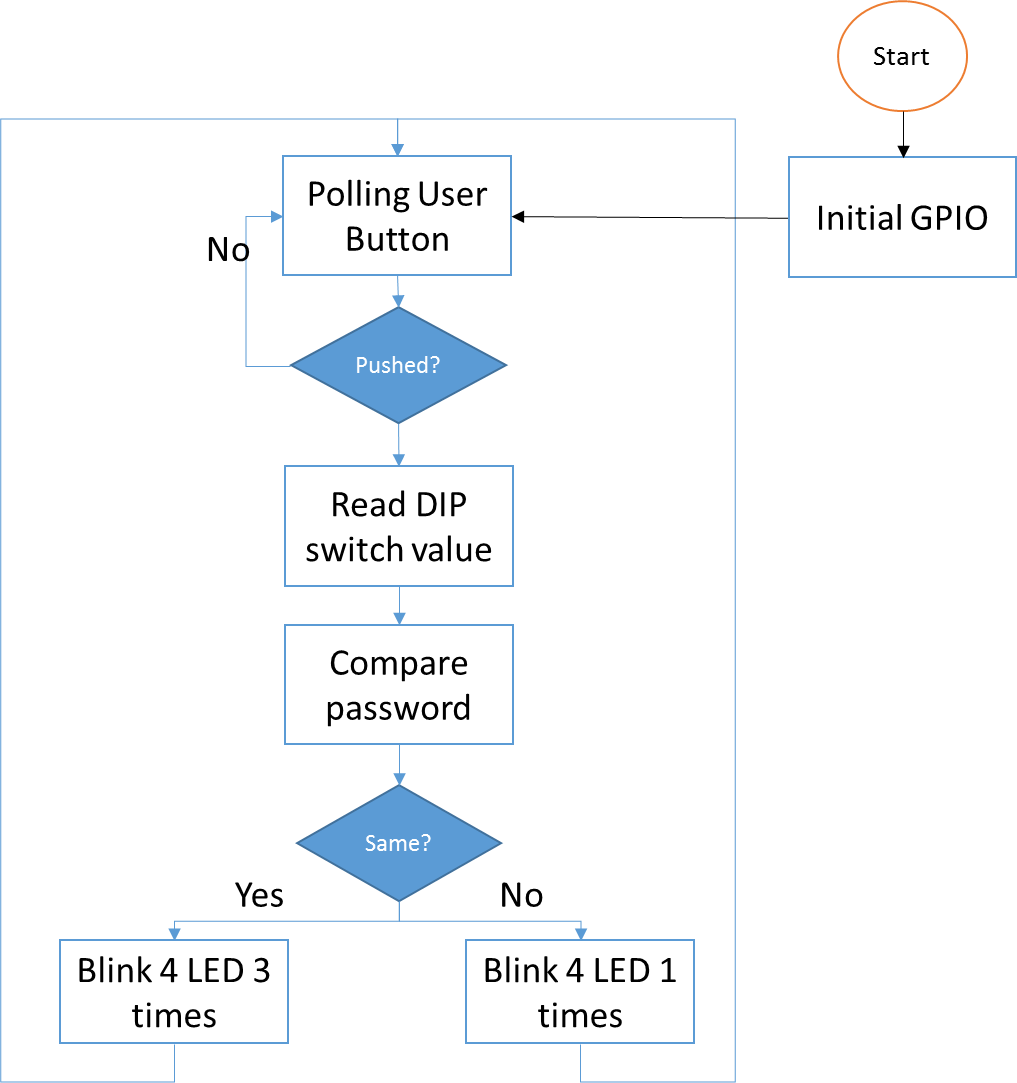 Start
Initial GPIO
Polling User
Button
No
Pushed?
Read DIP
switch value
Compare
password
Same?
Yes
No
Blink 4 LED 3
times
Blink 4 LED 1
times